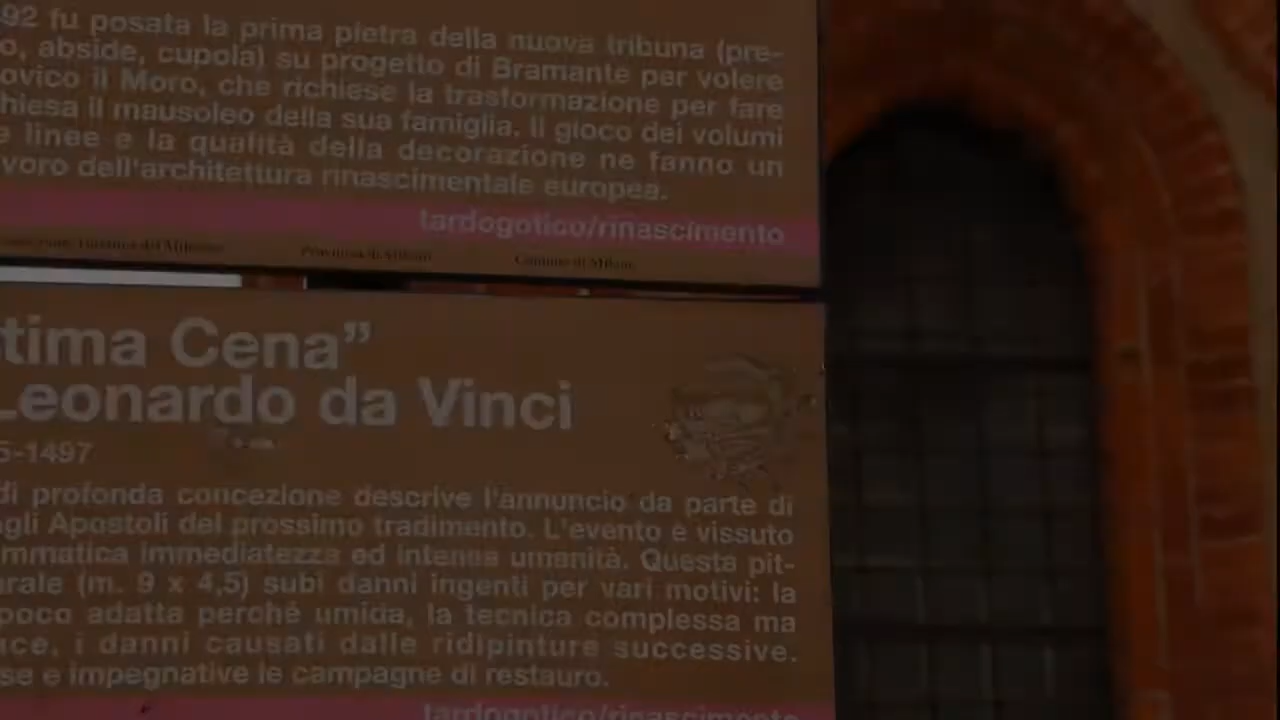 92 fu posata la prima pietra della nuova tribuna (pre-
o, abside, cupola) su progetto di Bramante per volere
ovico il Moro, che richiese la trasformazione per fare
hiesa il mausoleo della sua famiglia. Il gioco dei volumi
e linee e la qualità della decorazione ne fanno un
voro dell'architettura rinascimentale europea.
tardogotico/rinascimento
Provincia di Milano Comune di Milano
tima Cena”
Leonardo da Vinci
5-1497
di profonda concezione descrive l'annuncio da parte di
agli Apostoli del prossimo tradimento. L'evento è vissuto
mmatica immediatezza ed intensa umanità. Questa pit-
rale (m. 9 x 4,5) subì danni ingenti per vari motivi: la
poco adatta perché umida, la tecnica complessa ma
ce, i danni causati dalle ridipinture successive.
se e impegnative le campagne di restauro.
tardogotico/rinascimento